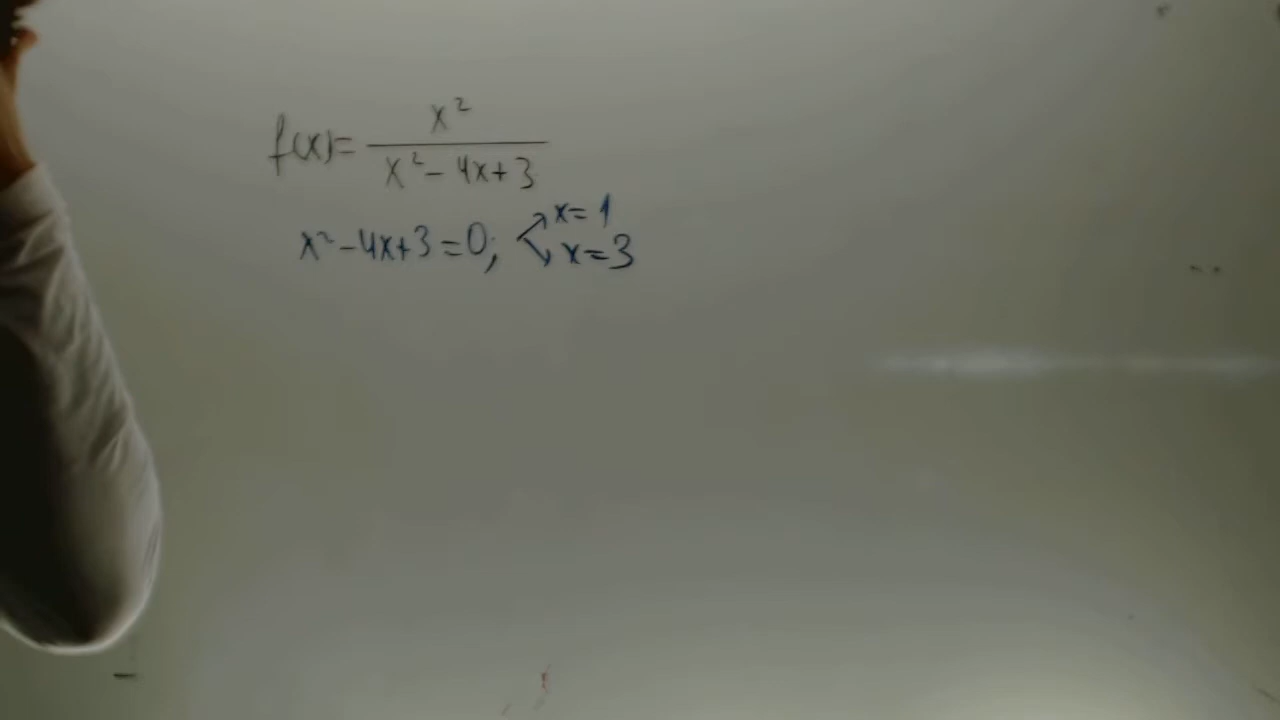 f(x)= x² / x²-4x+3
x²-4x+3=0; x=1
x=3